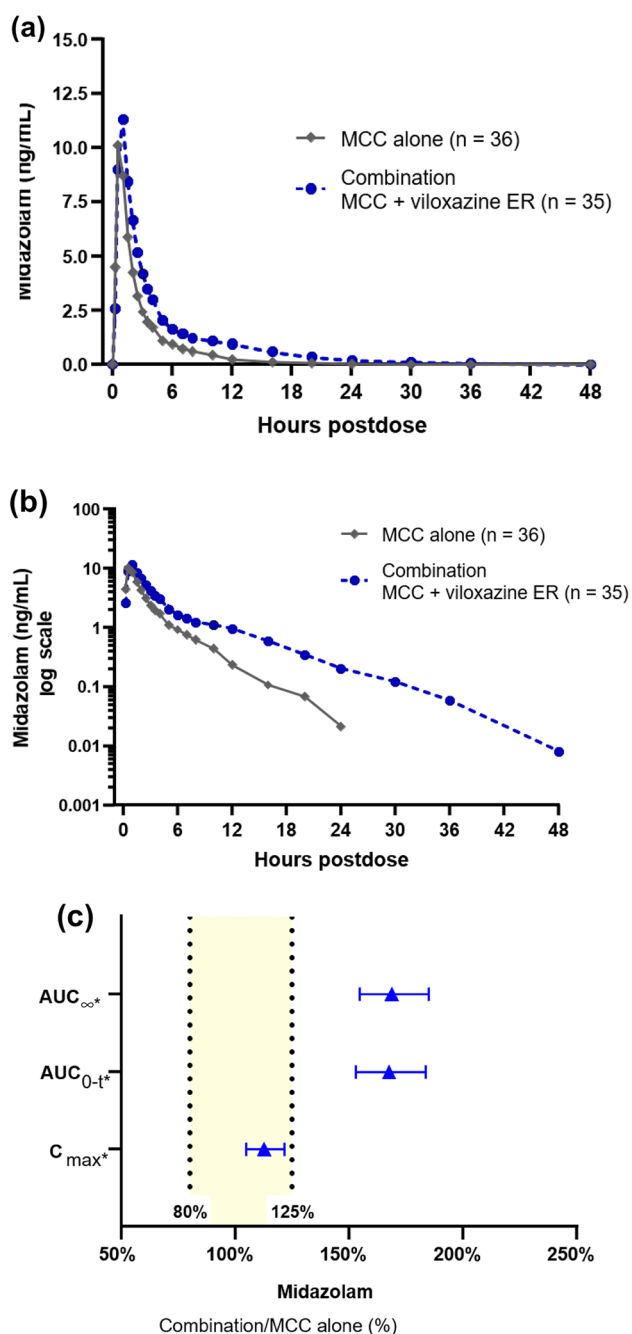 (a)
15.0
12.5
10.0
7.5
5.0
2.5
0.0
Midazolam (ng/mL)
MCC alone (n = 36)
Combination
MCC + viloxazine ER (n = 35)
0 6 12 18 24 30 36 42 48
Hours postdose
(b)
100
10
1
0.1
0.01
0.001
Midazolam (ng/mL)
log scale
MCC alone (n = 36)
Combination
MCC + viloxazine ER (n = 35)
0 6 12 18 24 30 36 42 48
Hours postdose
(c)
AUC∞*
AUC0-t*
C max*
80% 125%
50% 100% 150% 200% 250%
Midazolam
Combination/MCC alone (%)